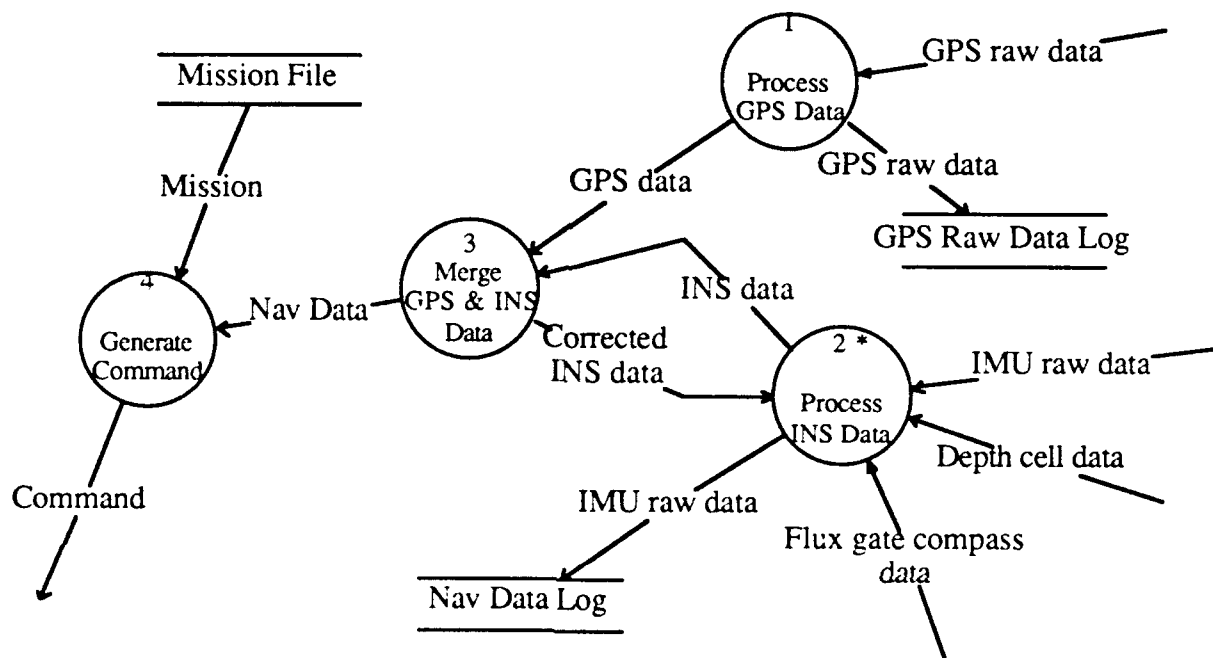 1
Process
GPS Data
GPS raw data
Mission File
GPS raw data
GPS data
Mission
GPS Raw Data Log
3
Merge
GPS & INS
Data
INS data
4
Generate
Command
Nav Data
Corrected
INS data
2 *
Process
INS Data
IMU raw data
Depth cell data
Command
IMU raw data
Flux gate compass
data
Nav Data Log